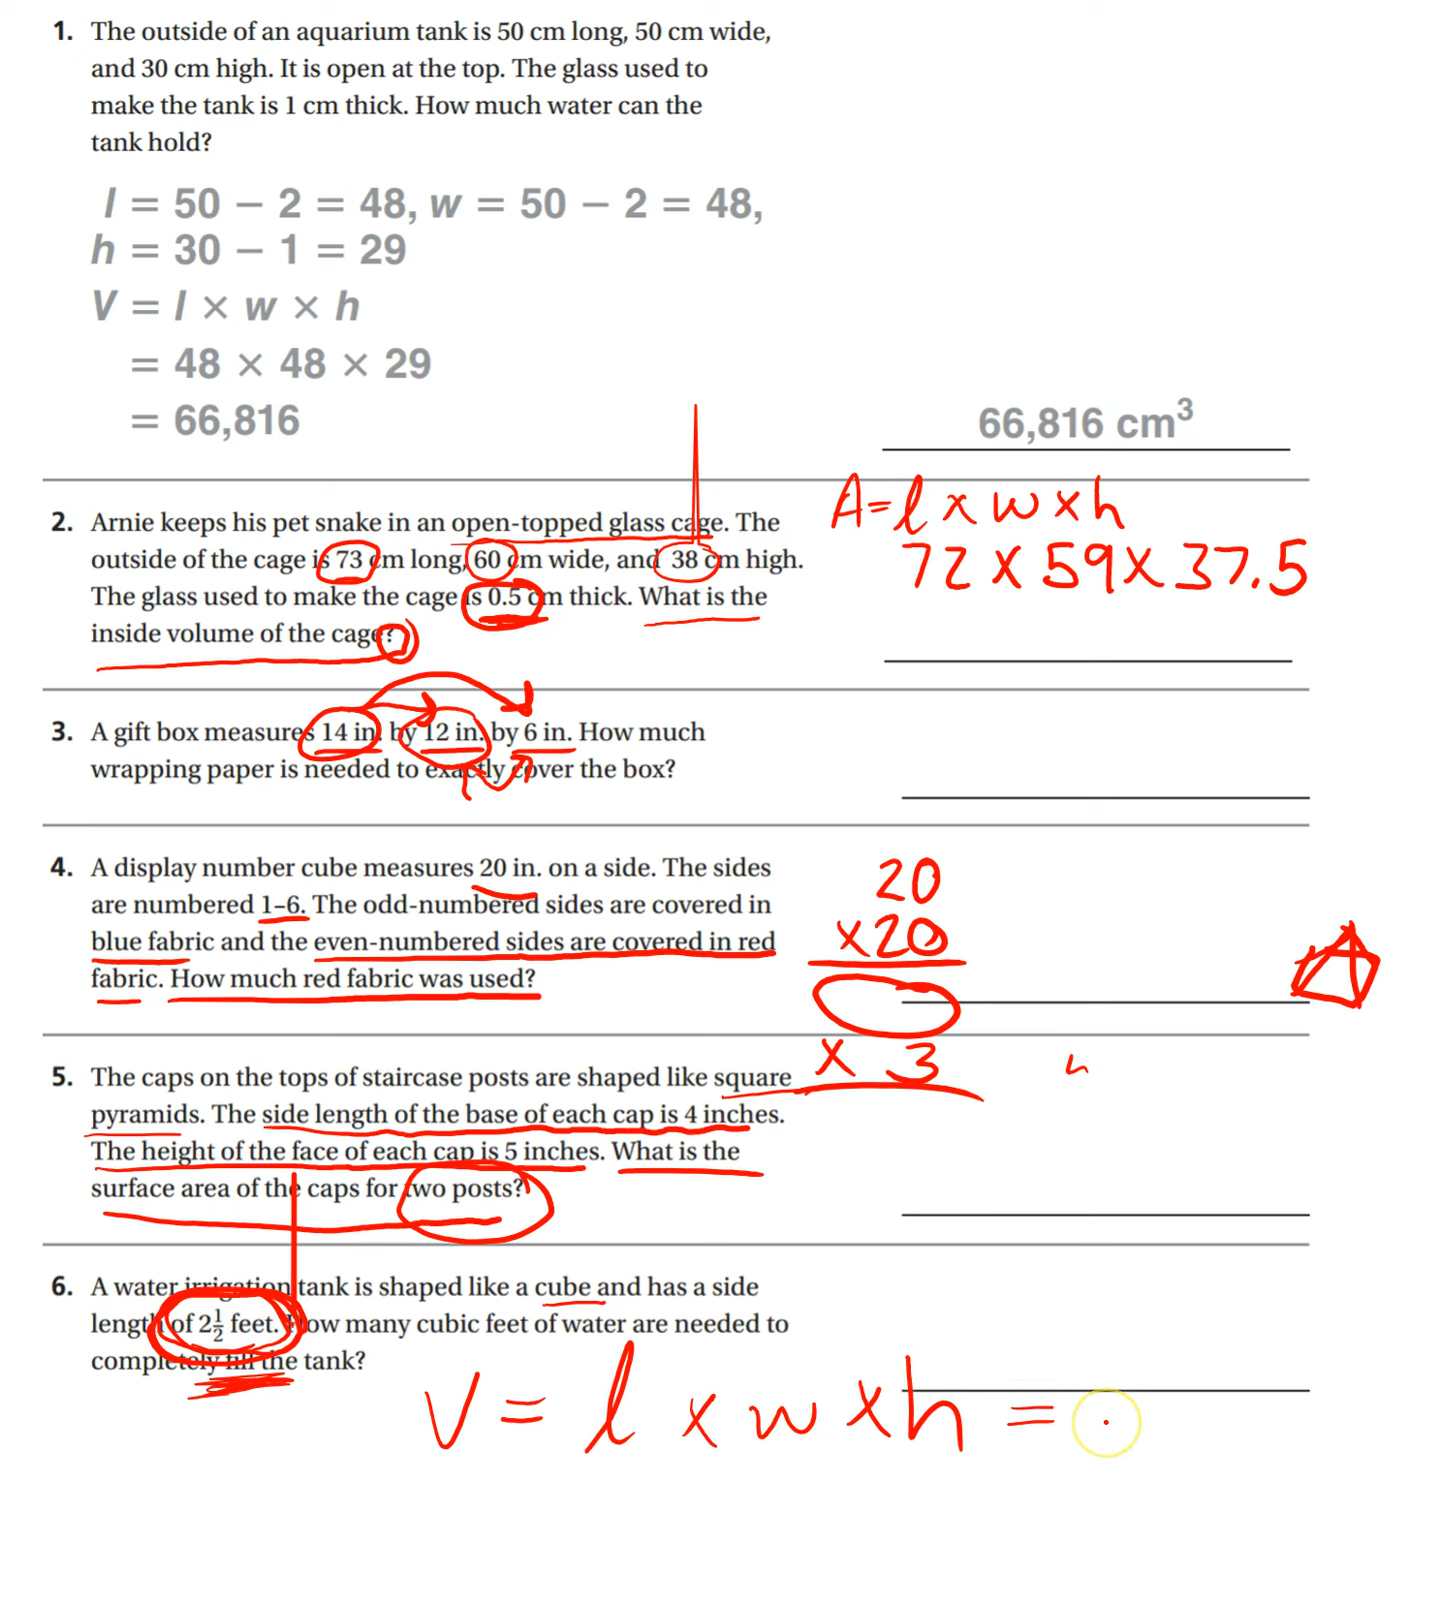 1. The outside of an aquarium tank is 50 cm long, 50 cm wide,
and 30 cm high. It is open at the top. The glass used to
make the tank is 1 cm thick. How much water can the
tank hold?
l = 50 − 2 = 48, w = 50 − 2 = 48,
h = 30 − 1 = 29
V = l × w × h
= 48 × 48 × 29
= 66,816
66,816 cm³
2. Arnie keeps his pet snake in an open-topped glass cage. The
outside of the cage is 73 cm long, 60 cm wide, and 38 cm high.
The glass used to make the cage is 0.5 cm thick. What is the
inside volume of the cage?
A = l x w x h
72 x 59 x 37.5
3. A gift box measures 14 in. by 12 in. by 6 in. How much
wrapping paper is needed to exactly cover the box?
4. A display number cube measures 20 in. on a side. The sides
are numbered 1–6. The odd-numbered sides are covered in
blue fabric and the even-numbered sides are covered in red
fabric. How much red fabric was used?
20
x 20
x 3
5. The caps on the tops of staircase posts are shaped like square
pyramids. The side length of the base of each cap is 4 inches.
The height of the face of each cap is 5 inches. What is the
surface area of the caps for two posts?
6. A water irrigation tank is shaped like a cube and has a side
length of 2½ feet. How many cubic feet of water are needed to
completely fill the tank?
V = l x w x h =